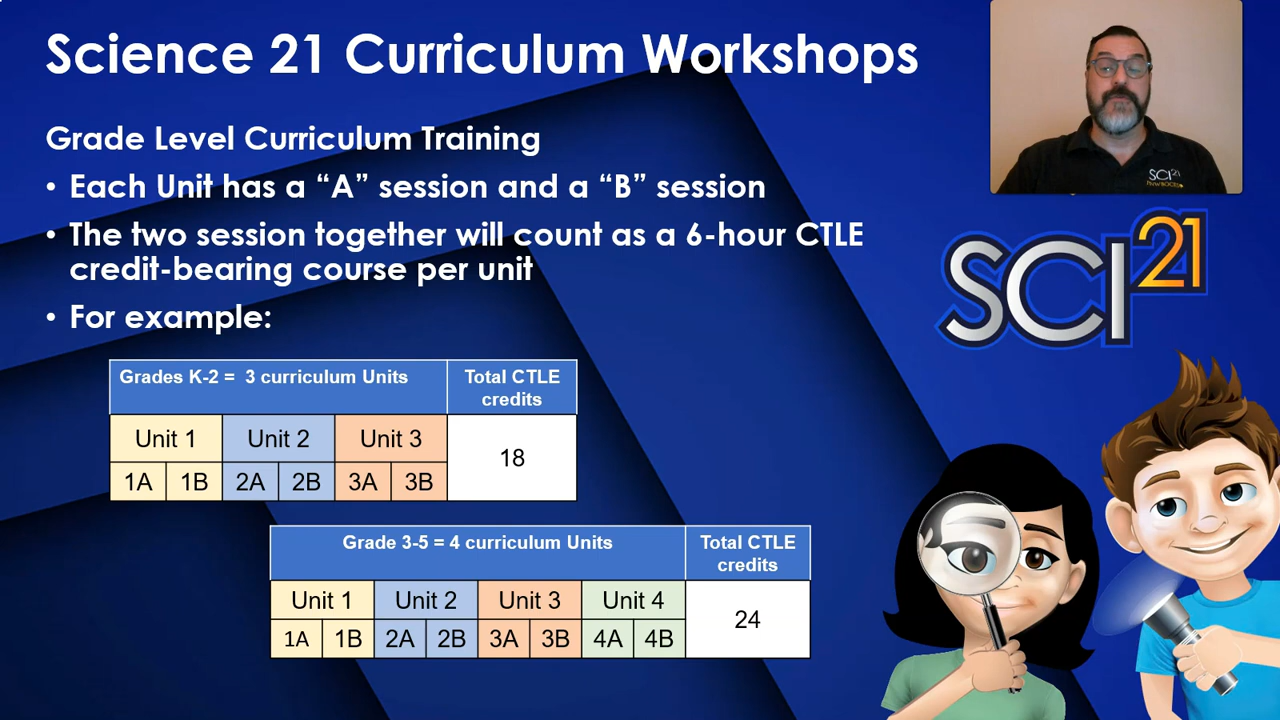 Science 21 Curriculum Workshops
Grade Level Curriculum Training
• Each Unit has a “A” session and a “B” session
• The two session together will count as a 6-hour CTLE
credit-bearing course per unit
• For example:
Grades K-2 = 3 curriculum Units
Total CTLE
credits
Unit 1 Unit 2 Unit 3
18
1A 1B 2A 2B 3A 3B
Grade 3-5 = 4 curriculum Units
Total CTLE
credits
Unit 1 Unit 2 Unit 3 Unit 4
24
1A 1B 2A 2B 3A 3B 4A 4B
SCI21
SCI21